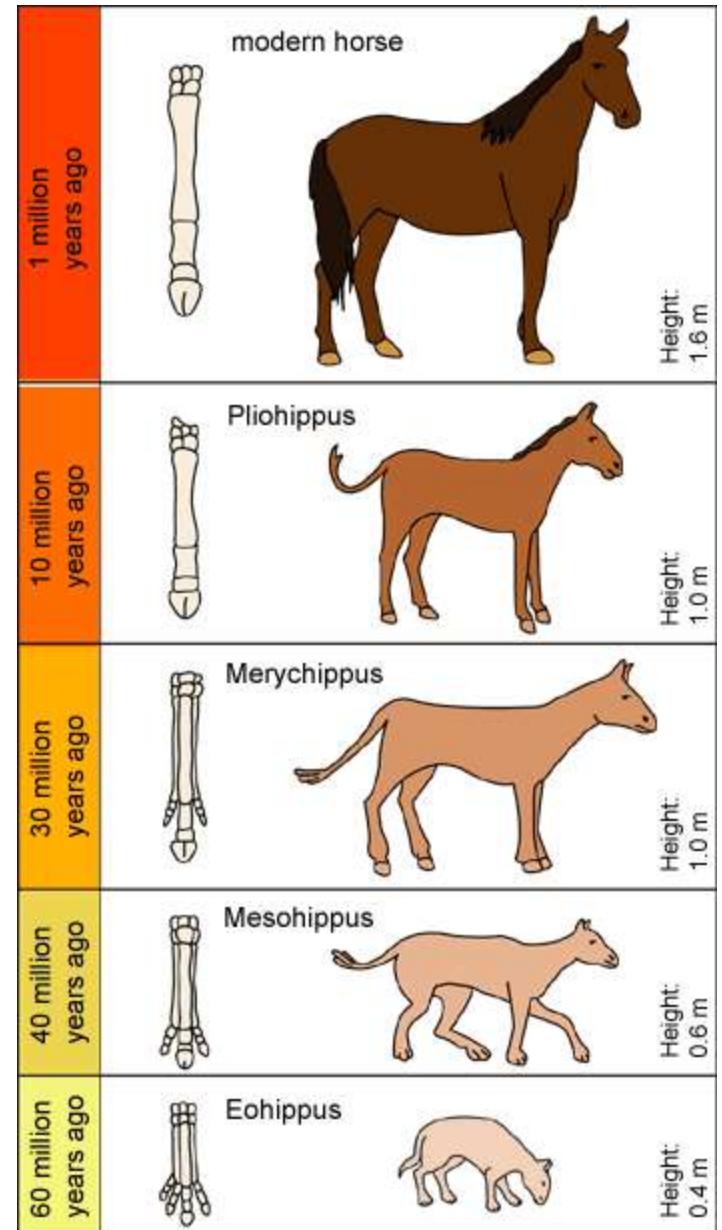 modern horse
1 million
years ago
Height:
1.6 m
Pliohippus
10 million
years ago
Height:
1.0 m
Merychippus
30 million
years ago
Height:
1.0 m
Mesohippus
40 million
years ago
Height:
0.6 m
Eohippus
60 million
years ago
Height:
0.4 m